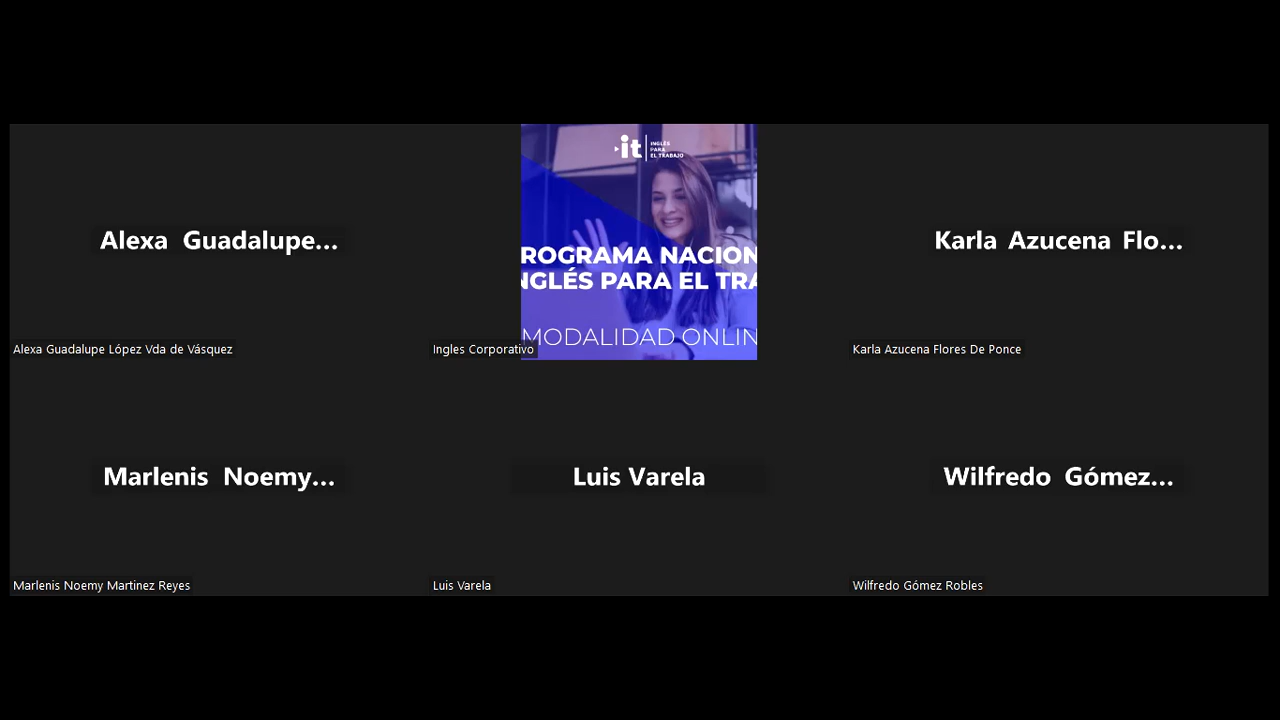 Alexa Guadalupe...
Alexa Guadalupe López Vda de Vásquez
it
INGLÉS
PARA
EL TRABAJO
ROGRAMA NACION
NGLÉS PARA EL TRA
MODALIDAD ONLIN
Ingles Corporativo
Karla Azucena Flo...
Karla Azucena Flores De Ponce
Marlenis Noemy...
Marlenis Noemy Martinez Reyes
Luis Varela
Luis Varela
Wilfredo Gómez...
Wilfredo Gómez Robles